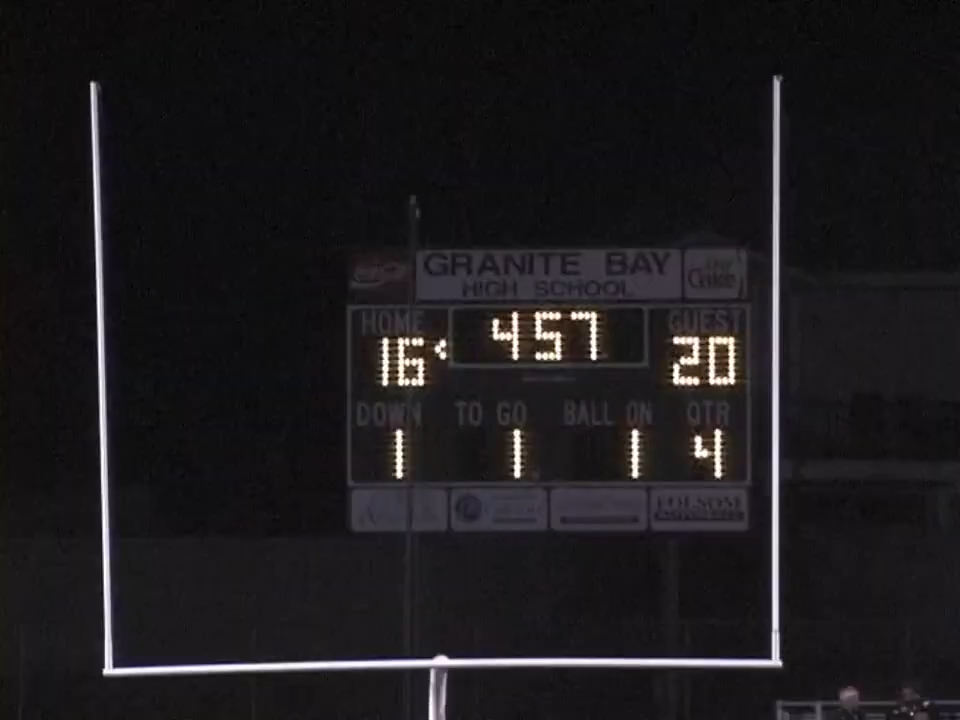 GRANITE BAY
HIGH SCHOOL
Coke
HOME 457 GUEST
16 20
DOWN TO GO BALL ON QTR
1 1 1 4
FOLSOM